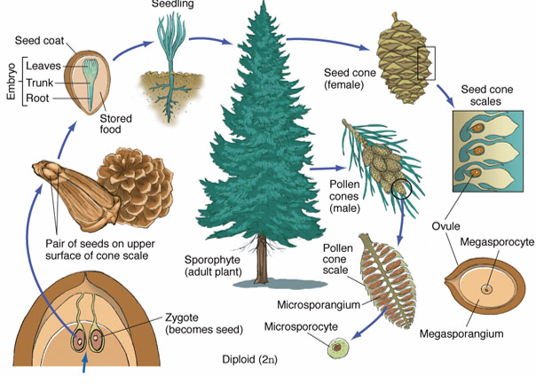 Seedling
Seed coat
Embryo
Leaves
Trunk
Root
Stored
food
Seed cone
(female)
Seed cone
scales
Pollen
cones
(male)
Pair of seeds on upper
surface of cone scale
Sporophyte
(adult plant)
Pollen
cone
scale
Ovule
Megasporocyte
Microsporangium
Zygote
(becomes seed)
Microsporocyte
Megasporangium
Diploid (2n)